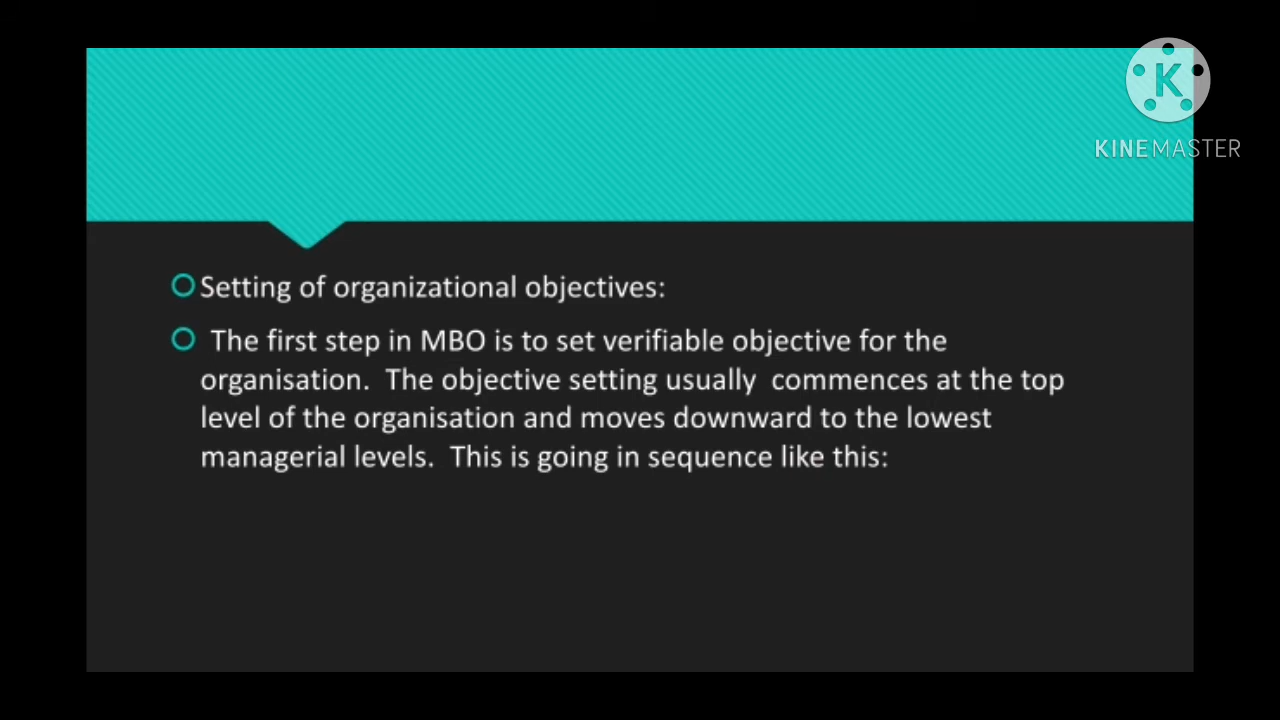 K
KINEMASTER
Setting of organizational objectives:
The first step in MBO is to set verifiable objective for the
organisation.  The objective setting usually  commences at the top
level of the organisation and moves downward to the lowest
managerial levels.  This is going in sequence like this: